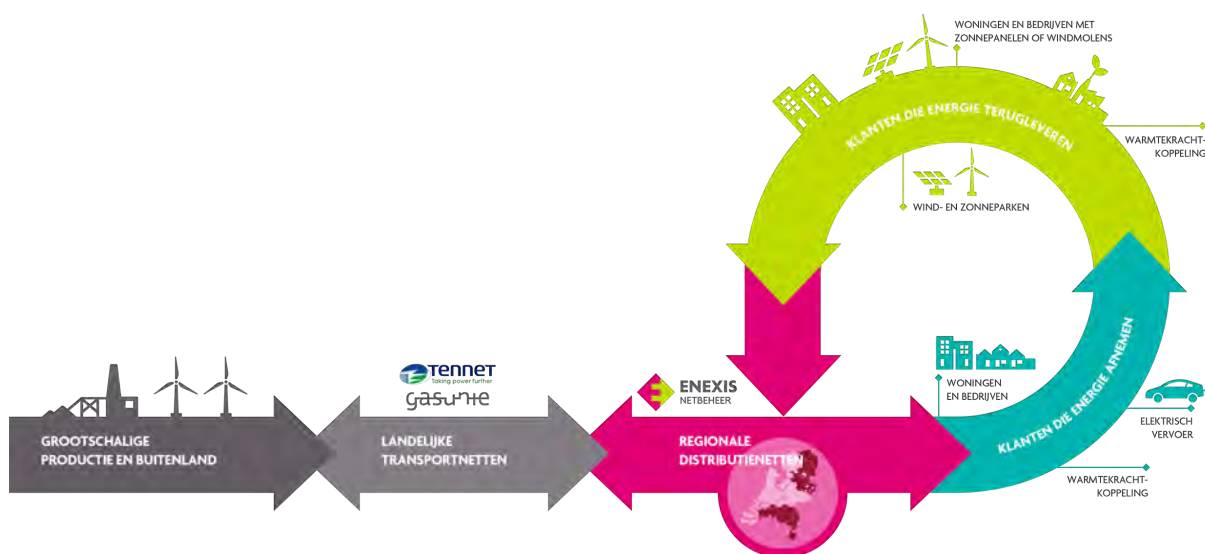 WONINGEN EN BEDRIJVEN MET
ZONNEPANELEN OF WINDMOLENS
KLANTEN DIE ENERGIE TERUGLEVEREN
WARMTEKRACHT-
KOPPELING
WIND- EN ZONNEPARKEN
TENNET
Taking power further
gasunie
ENEXIS
NETBEHEER
WONINGEN
EN BEDRIJVEN
KLANTEN DIE ENERGIE AFNEMEN
ELEKTRISCH
VERVOER
GROOTSCHALIGE
PRODUCTIE EN BUITENLAND
LANDELIJKE
TRANSPORTNETTEN
REGIONALE
DISTRIBUTIENETTEN
WARMTEKRACHT-
KOPPELING